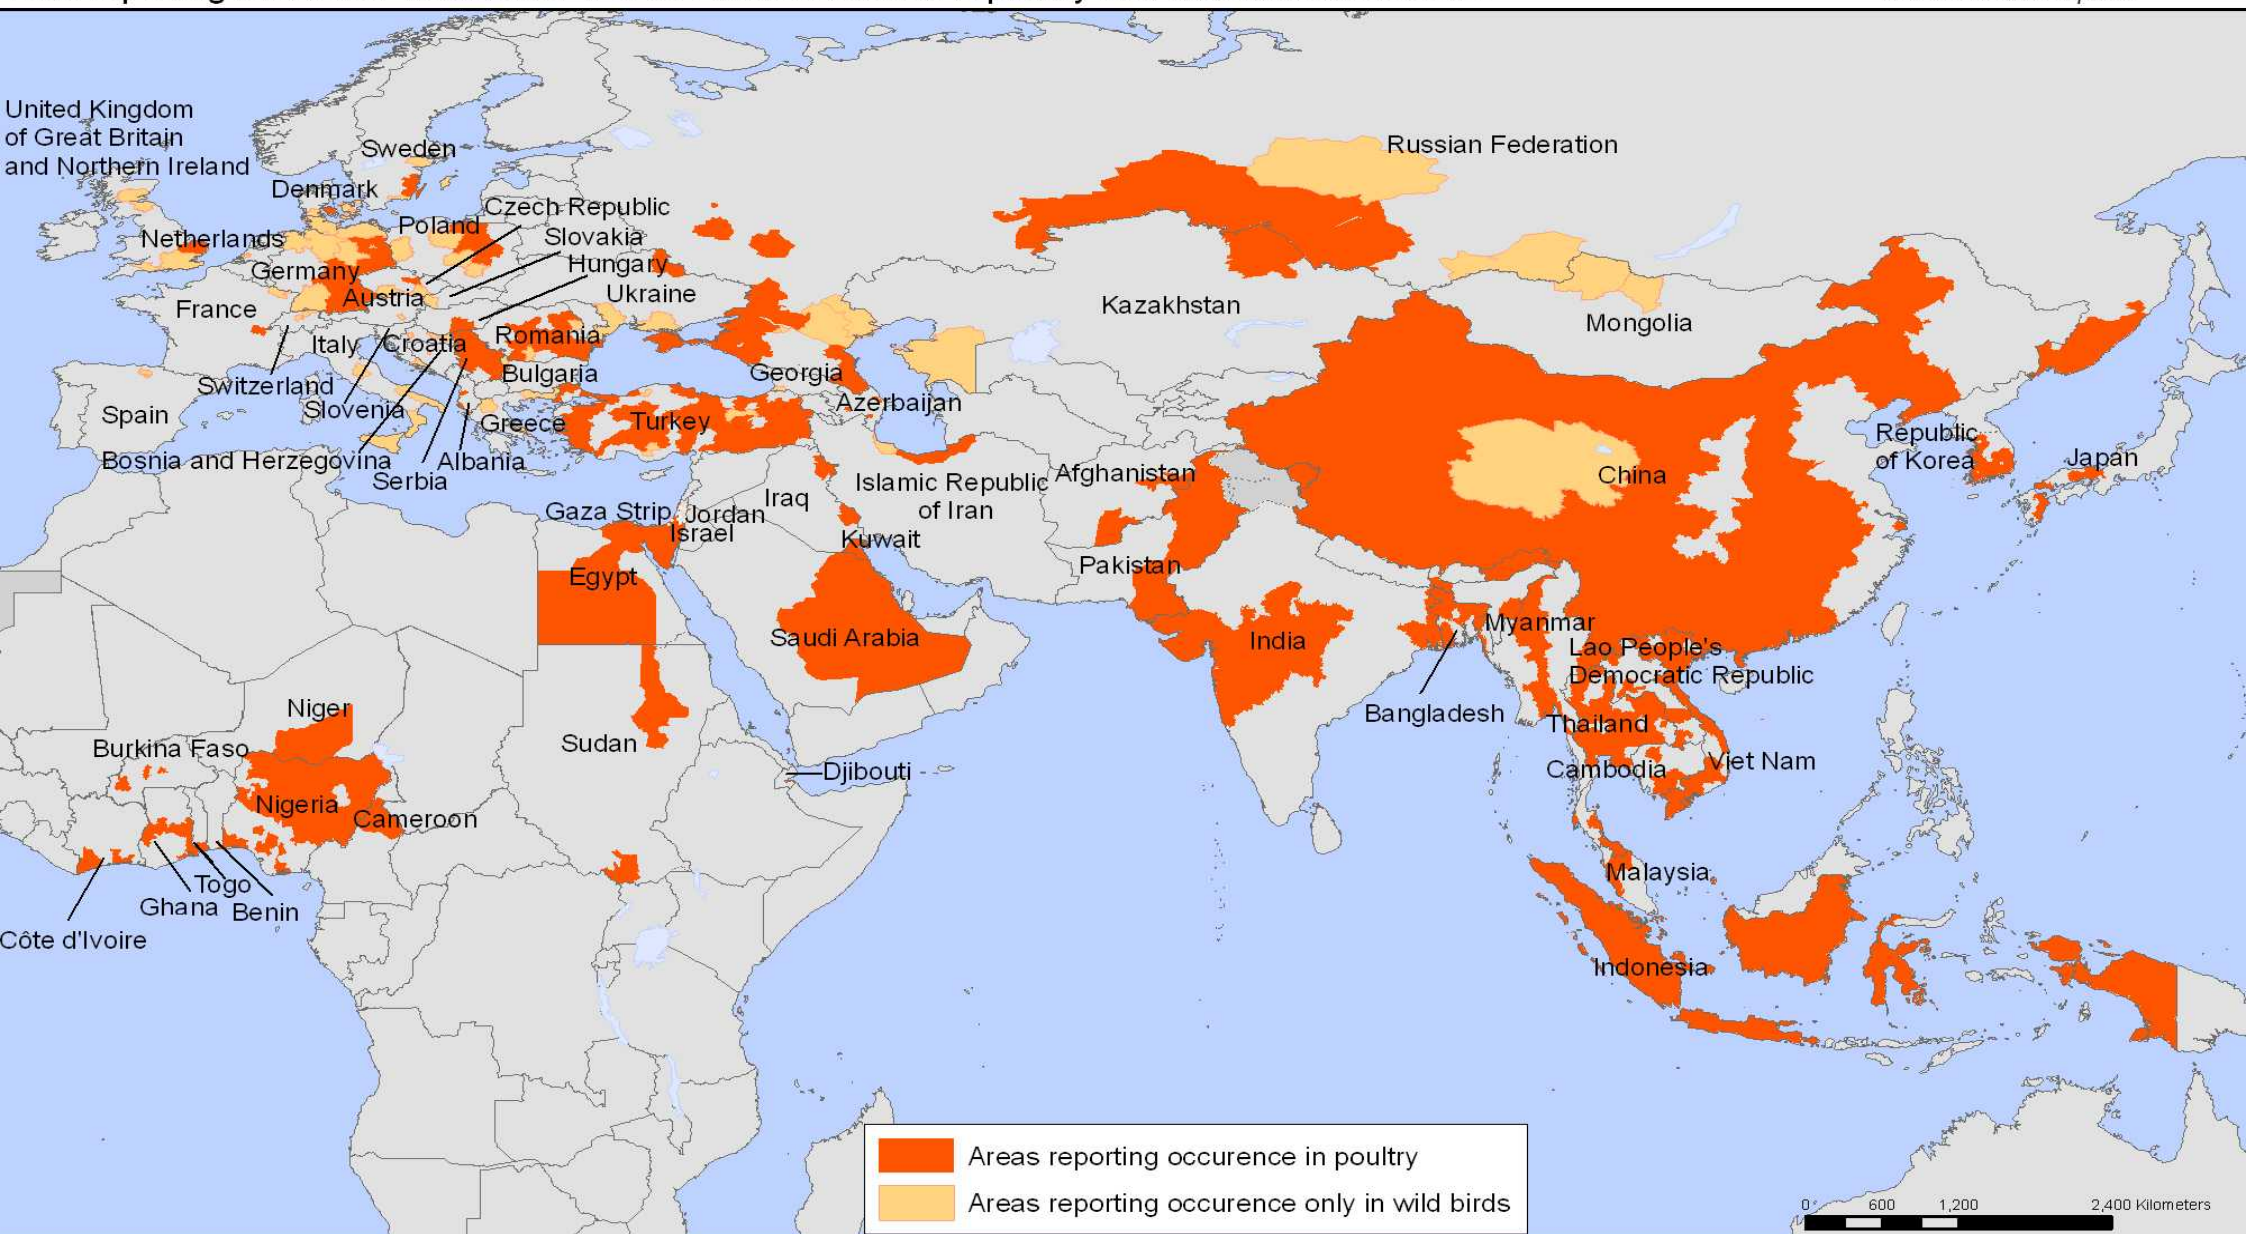 United Kingdom
of Great Britain
and Northern Ireland
Sweden
Denmark
Russian Federation
Czech Republic
Poland
Slovakia
Netherlands
Hungary
Germany
Austria
Ukraine
France
Kazakhstan
Mongolia
Italy
Croatia
Romania
Bulgaria
Georgia
Switzerland
Slovenia
Azerbaijan
Spain
Greece
Turkey
Republic
of Korea
Japan
Bosnia and Herzegovina
Albania
Serbia
Afghanistan
China
Islamic Republic
of Iran
Iraq
Gaza Strip
Jordan
Israel
Kuwait
Pakistan
Egypt
Saudi Arabia
India
Myanmar
Lao People's
Democratic Republic
Bangladesh
Niger
Thailand
Burkina Faso
Sudan
Djibouti
Cambodia
Viet Nam
Nigeria
Cameroon
Malaysia
Togo
Ghana
Benin
Côte d'Ivoire
Indonesia
Areas reporting occurence in poultry
Areas reporting occurence only in wild birds
0 600 1,200 2,400 Kilometers